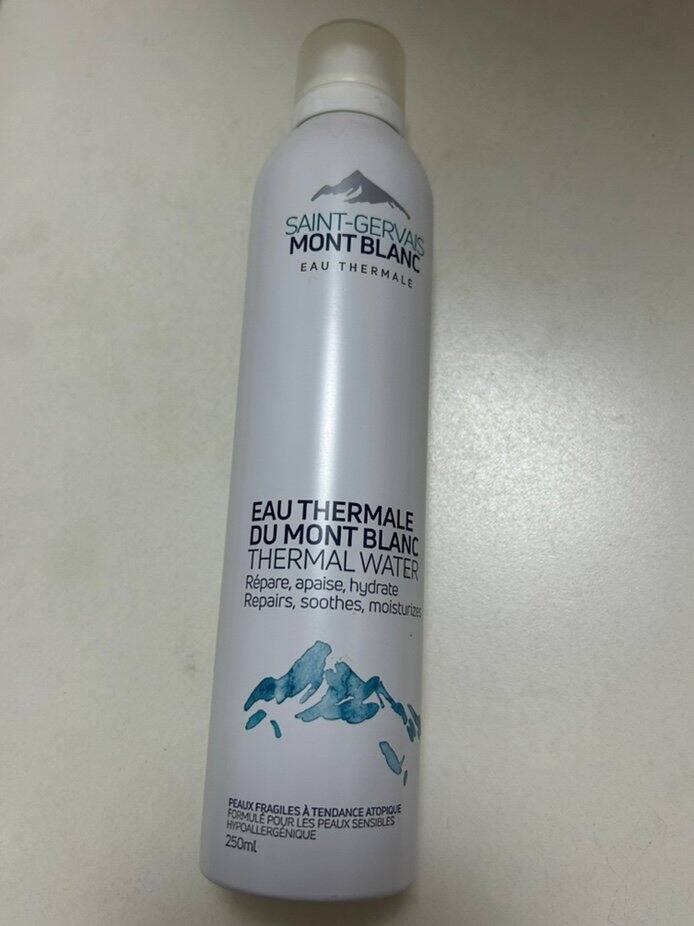 SAINT-GERVAIS
MONT BLANC
EAU THERMALE
EAU THERMALE
DU MONT BLANC
THERMAL WATER
Répare, apaise, hydrate
Repairs, soothes, moisturizes
PEAUX FRAGILES À TENDANCE ATOPIQUE
FORMULÉ POUR LES PEAUX SENSIBLES
HYPOALLERGÉNIQUE
250ml